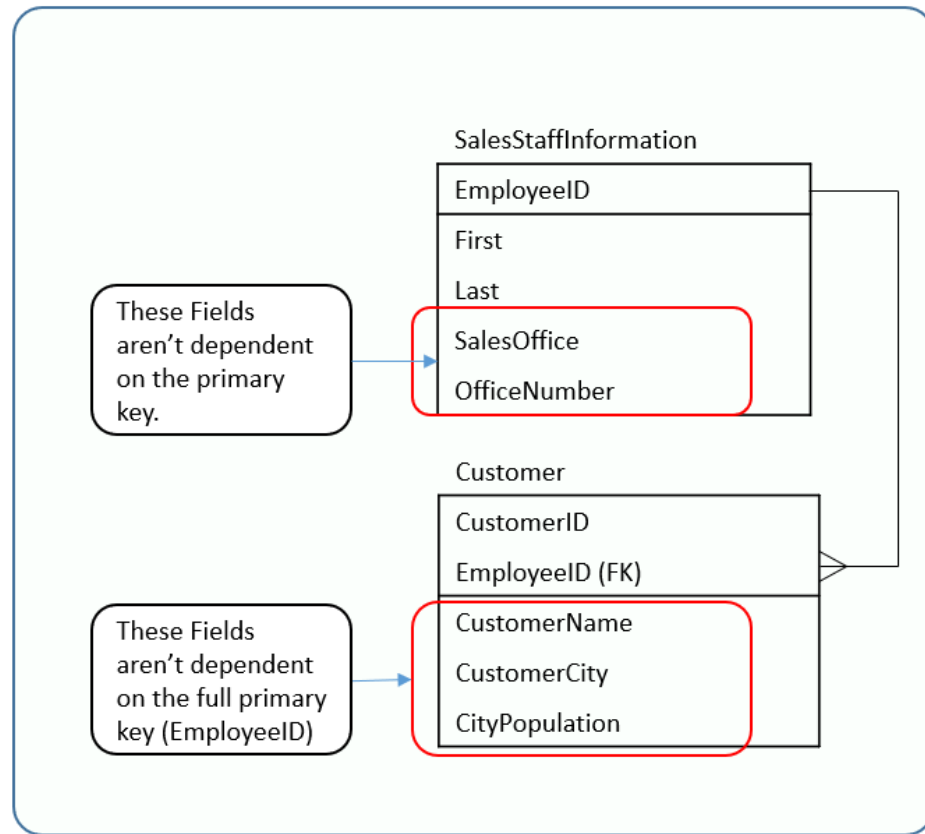 SalesStaffInformation
EmployeeID
First
Last
SalesOffice
OfficeNumber
These Fields
aren’t dependent
on the primary
key.
Customer
CustomerID
EmployeeID (FK)
CustomerName
CustomerCity
CityPopulation
These Fields
aren’t dependent
on the full primary
key (EmployeeID)